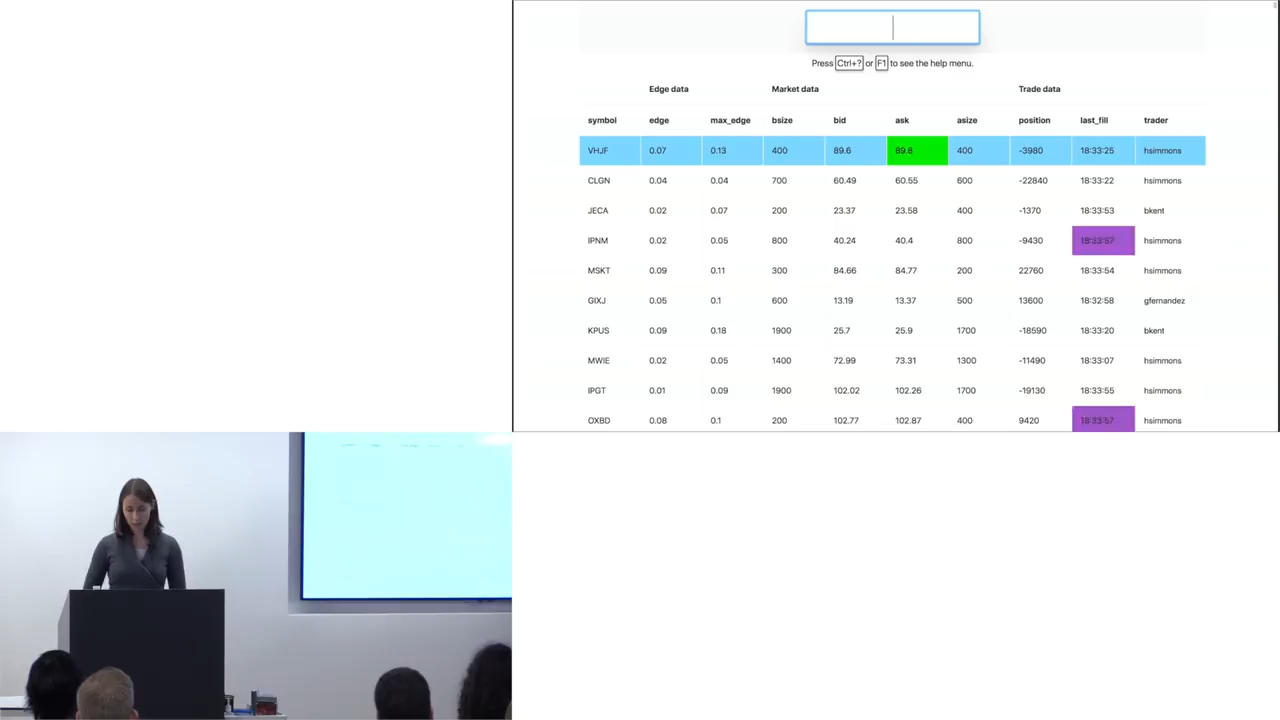 Press Ctrl+? or F1 to see the help menu.
Edge data Market data Trade data
symbol edge max_edge bsize bid ask asize position last_fill trader
VHJF 0.07 0.13 400 89.6 89.8 400 -3980 18:33:25 hsimmons
CLGN 0.04 0.04 700 60.49 60.55 600 -22840 18:33:22 hsimmons
JECA 0.02 0.07 200 23.37 23.58 400 -1370 18:33:53 bkent
IPNM 0.02 0.05 800 40.24 40.4 800 -9430 18:33:57 hsimmons
MSKT 0.09 0.11 300 84.66 84.77 200 22760 18:33:54 hsimmons
GIXJ 0.05 0.1 600 13.19 13.37 500 13600 18:32:58 gfernandez
KPUS 0.09 0.18 1900 25.7 25.9 1700 -18590 18:33:20 bkent
MWIE 0.02 0.05 1400 72.99 73.31 1300 -11490 18:33:07 hsimmons
IPGT 0.01 0.09 1900 102.02 102.26 1700 -19130 18:33:55 hsimmons
OXBD 0.08 0.1 200 102.77 102.87 400 9420 18:33:57 hsimmons